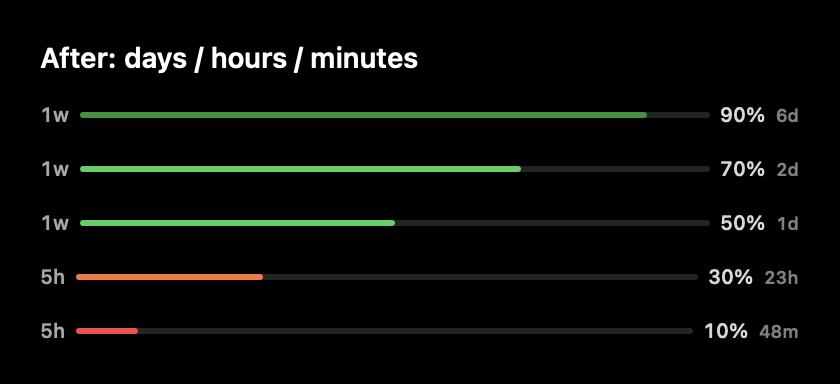 After: days / hours / minutes
1w 90% 6d
1w 70% 2d
1w 50% 1d
5h 30% 23h
5h 10% 48m